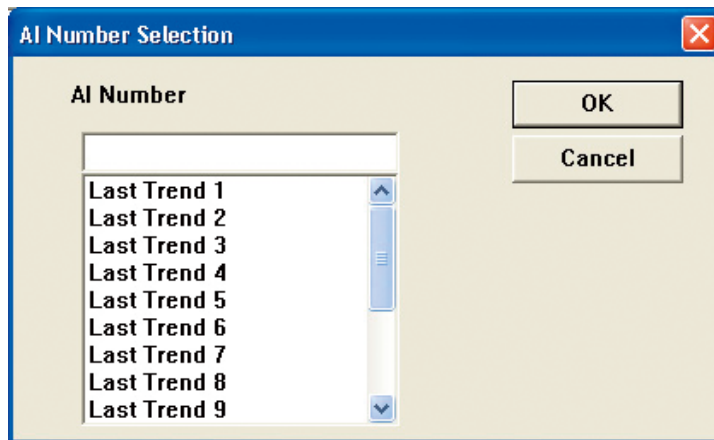 AI Number Selection
AI Number
OK
Cancel
Last Trend 1
Last Trend 2
Last Trend 3
Last Trend 4
Last Trend 5
Last Trend 6
Last Trend 7
Last Trend 8
Last Trend 9